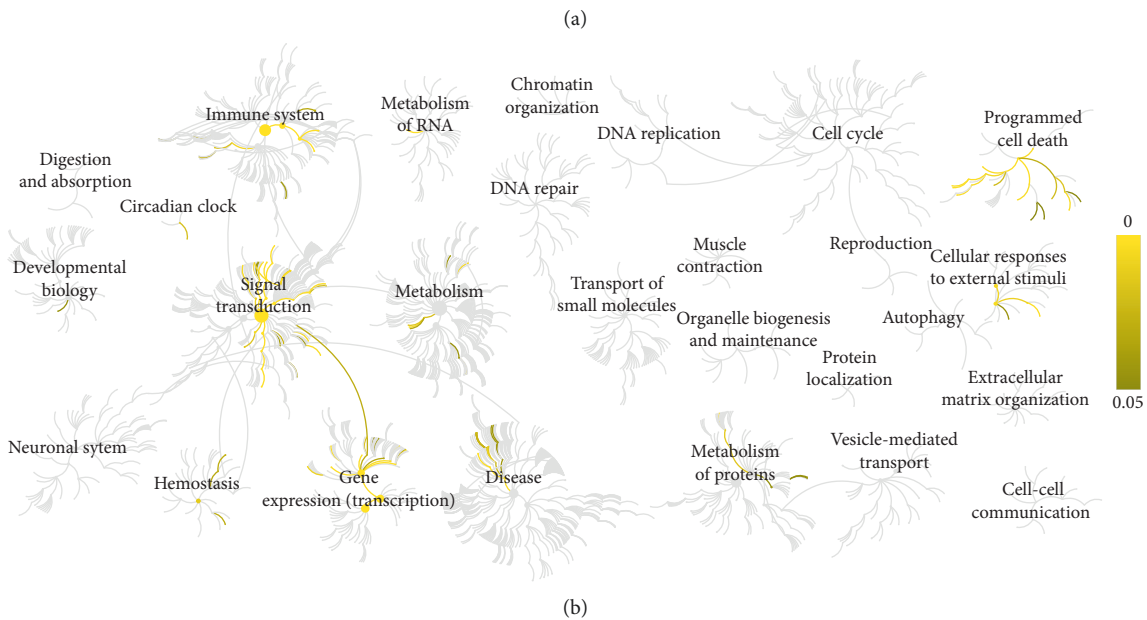 (a)
Immune system
Metabolism
of RNA
Chromatin
organization
DNA replication
Cell cycle
Programmed
cell death
Digestion
and absorption
Circadian clock
DNA repair
0
Developmental
biology
Signal
transduction
Metabolism
Muscle
contraction
Reproduction
Cellular responses
to external stimuli
Transport of
small molecules
Organelle biogenesis
and maintenance
Autophagy
Protein
localization
Extracellular
matrix organization
0.05
Neuronal sytem
Hemostasis
Gene
expression (transcription)
Disease
Metabolism
of proteins
Vesicle-mediated
transport
Cell-cell
communication
(b)